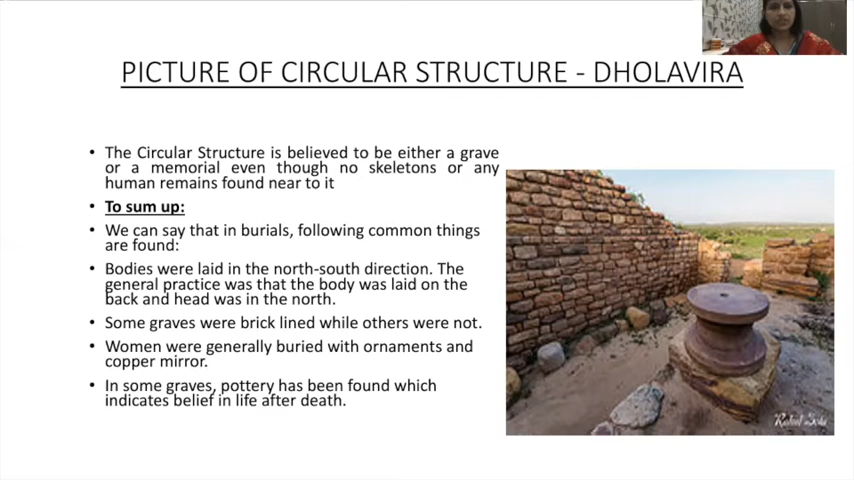 PICTURE OF CIRCULAR STRUCTURE - DHOLAVIRA
• The Circular Structure is believed to be either a grave
or a memorial even though no skeletons or any
human remains found near to it
• To sum up:
• We can say that in burials, following common things
are found:
• Bodies were laid in the north-south direction. The
general practice was that the body was laid on the
back and head was in the north.
• Some graves were brick lined while others were not.
• Women were generally buried with ornaments and
copper mirror.
• In some graves, pottery has been found which
indicates belief in life after death.